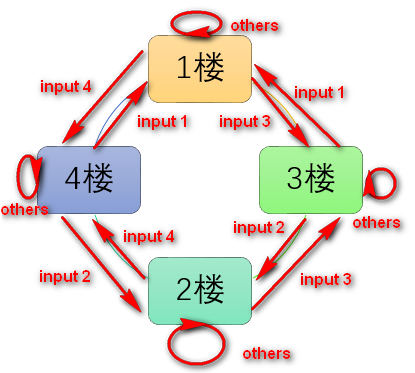 others
1楼
input 4
input 1
input 3
input 1
4楼
3楼
others
others
input 4
input 2
input 2
input 3
2楼
others